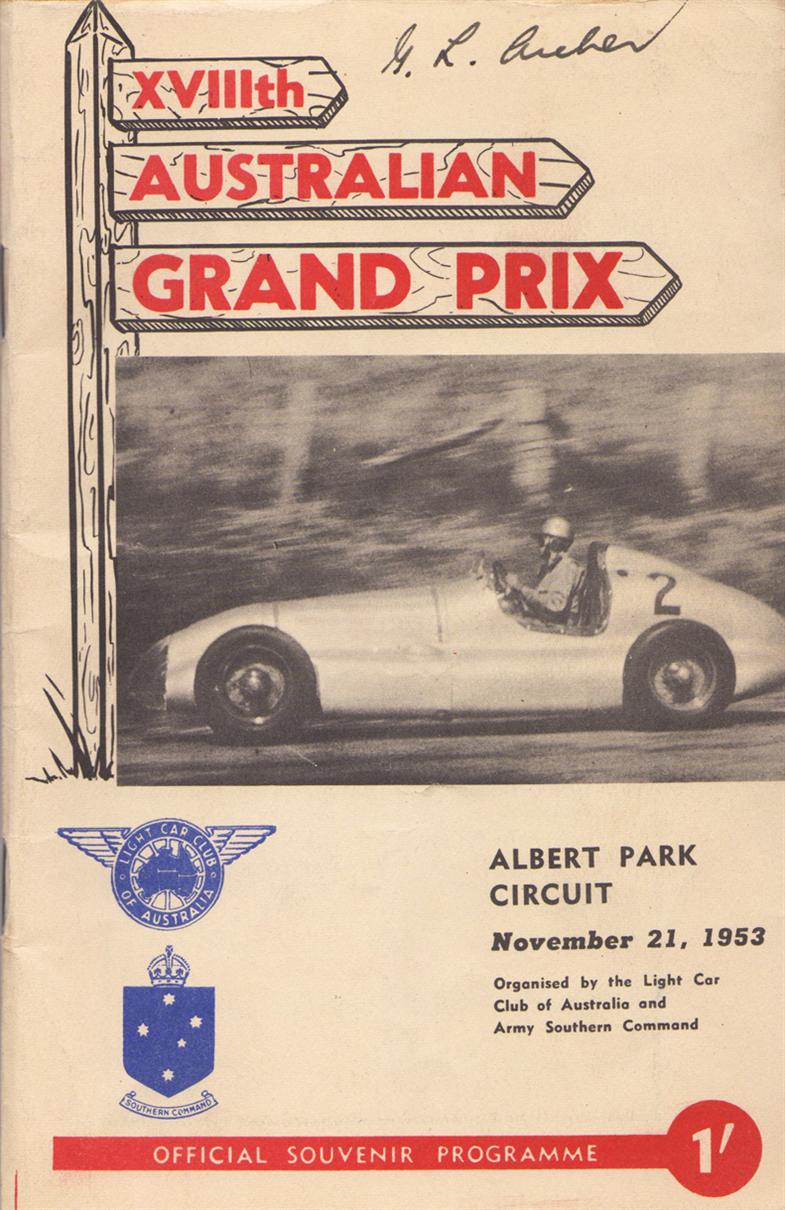 G. L. Archer
XVIIIth
AUSTRALIAN
GRAND PRIX
2
LIGHT CAR CLUB
OF AUSTRALIA
ALBERT PARK
CIRCUIT
November 21, 1953
Organised by the Light Car
Club of Australia and
Army Southern Command
SOUTHERN COMMAND
OFFICIAL SOUVENIR PROGRAMME
1/